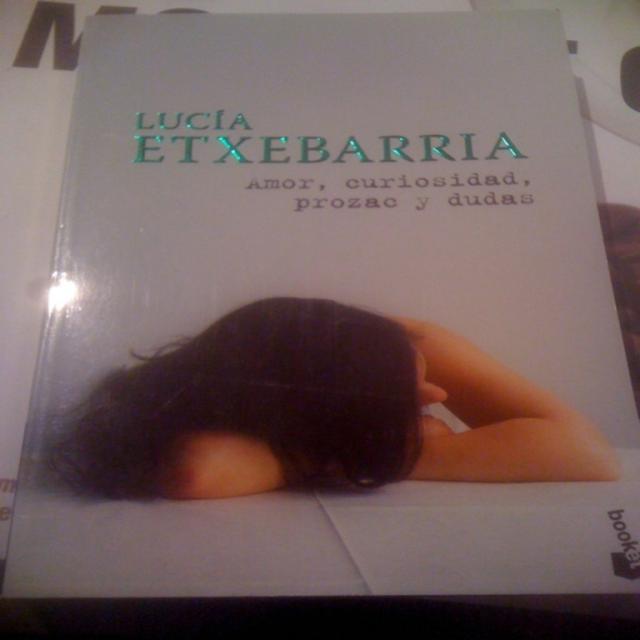 LUCÍA
ETXEBARRIA
Amor, curiosidad,
prozac y dudas
booket